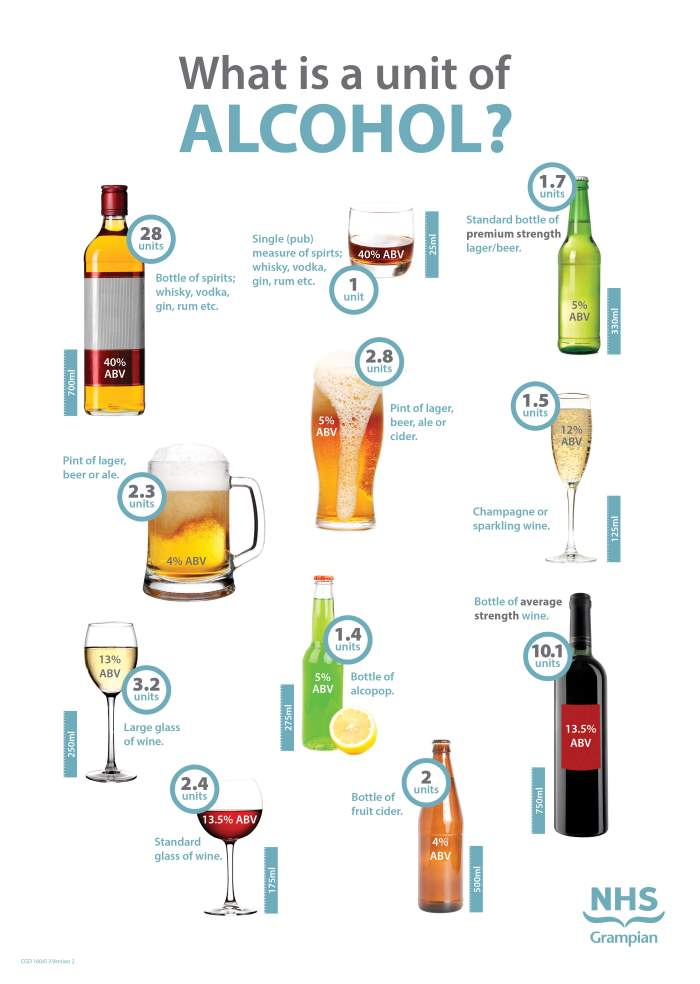 What is a unit of
ALCOHOL?
28
units
Bottle of spirits;
whisky, vodka,
gin, rum etc.
40%
ABV
700ml
Single (pub)
measure of spirts;
whisky, vodka,
gin, rum etc.
40% ABV
1
unit
25ml
1.7
units
Standard bottle of
premium strength
lager/beer.
5%
ABV
330ml
2.8
units
5%
ABV
Pint of lager,
beer, ale or
cider.
1.5
units
12%
ABV
Champagne or
sparkling wine.
125ml
Pint of lager,
beer or ale.
2.3
units
4% ABV
13%
ABV
3.2
units
Large glass
of wine.
250ml
1.4
units
5%
ABV
Bottle of
alcopop.
275ml
Bottle of average
strength wine.
10.1
units
13.5%
ABV
750ml
2.4
units
13.5% ABV
Standard
glass of wine.
175ml
2
units
Bottle of
fruit cider.
4%
ABV
500ml
NHS
Grampian